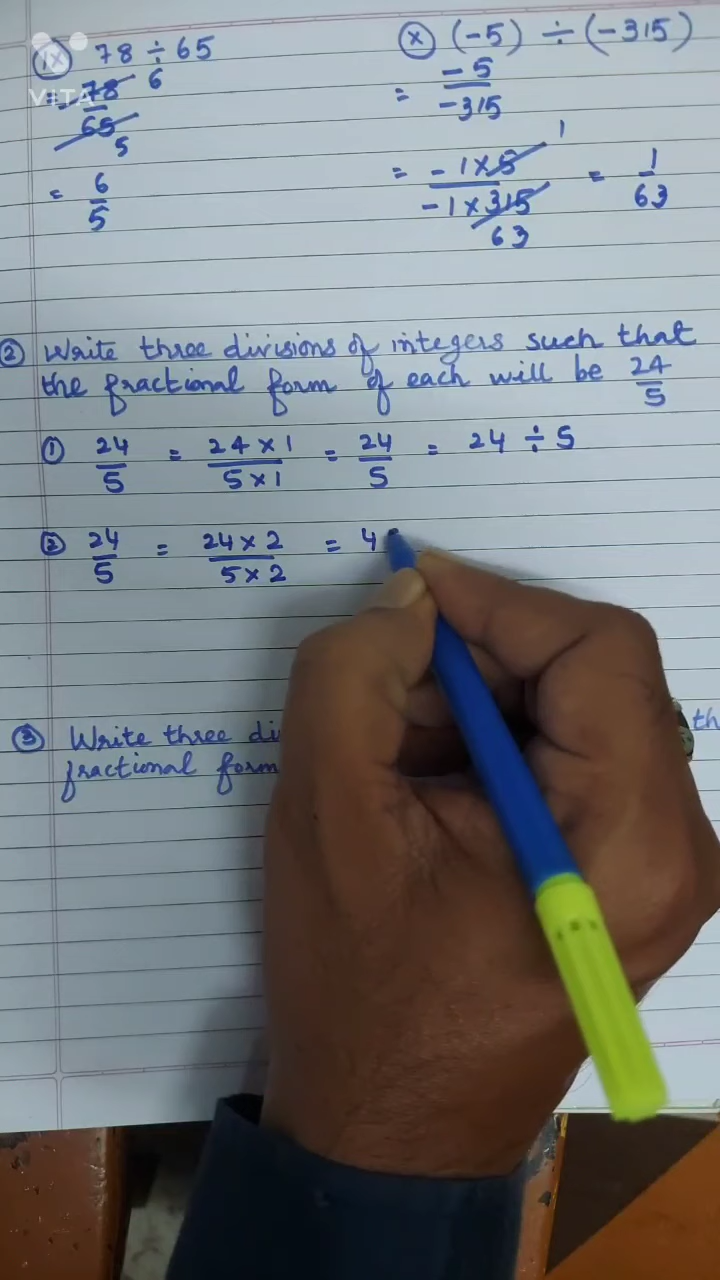 ix 78 ÷ 65
= 78 6
65 5
= 6/5
VITA
x (-5) ÷ (-315)
= -5/-315
= -1×5 1 / -1×315 63 = 1/63
② Write three divisions of integers such that
the fractional form of each will be 24/5
① 24/5 = 24×1/5×1 = 24/5 = 24 ÷ 5
② 24/5 = 24×2/5×2 = 4
③ Write three di th
fractional form